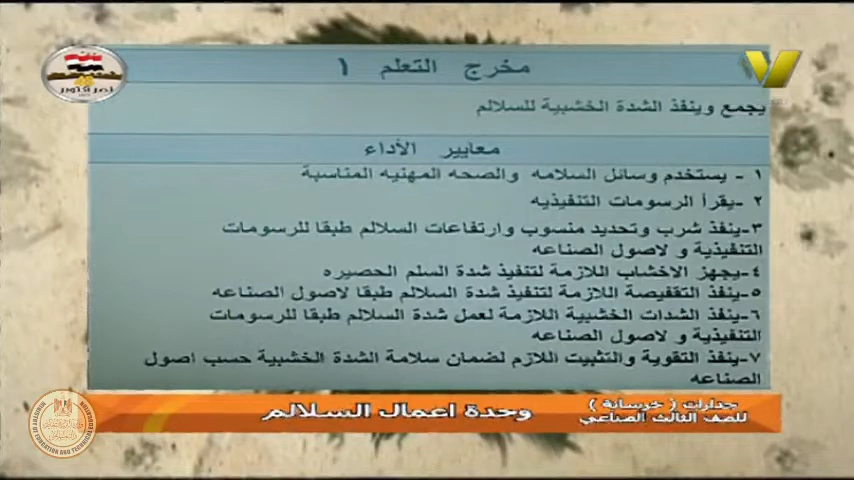 مخرج التعلم ١
يجمع وينفذ الشدة الخشبية للسلالم
معايير الأداء
١ - يستخدم وسائل السلامه والصحه المهنيه المناسبة
٢ -يقرأ الرسومات التنفيذيه
٣-ينفذ شرب وتحديد منسوب وارتفاعات السلالم طبقا للرسومات
التنفيذية و لاصول الصناعه
٤-يجهز الاخشاب اللازمة لتنفيذ شدة السلم الحصيره
٥-ينفذ التقفيصة اللازمة لتنفيذ شدة السلالم طبقا لاصول الصناعه
٦-ينفذ الشدات الخشبية اللازمة لعمل شدة السلالم طبقا للرسومات
التنفيذية و لاصول الصناعه
٧-ينفذ التقوية والتثبيت اللازم لضمان سلامة الشدة الخشبية حسب اصول
الصناعه
جدارات ( خرسانة )
للصف الثالث الصناعي
وحدة اعمال السلالم
نصر أكتوبر